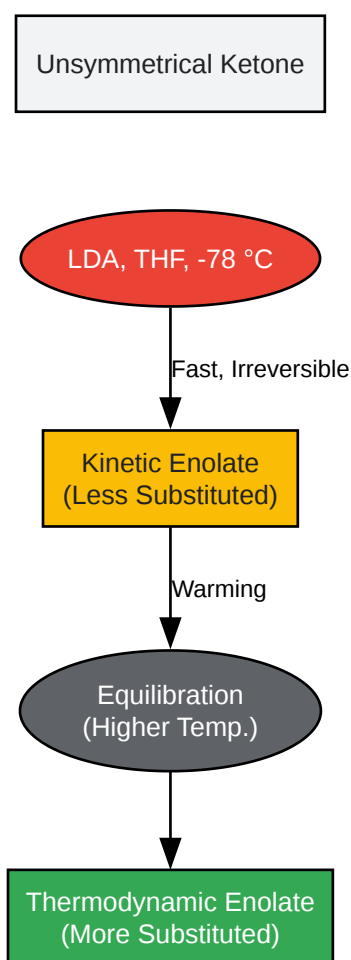 Unsymmetrical Ketone
LDA, THF, -78 °C
Fast, Irreversible
Kinetic Enolate
(Less Substituted)
Warming
Equilibration
(Higher Temp.)
Thermodynamic Enolate
(More Substituted)